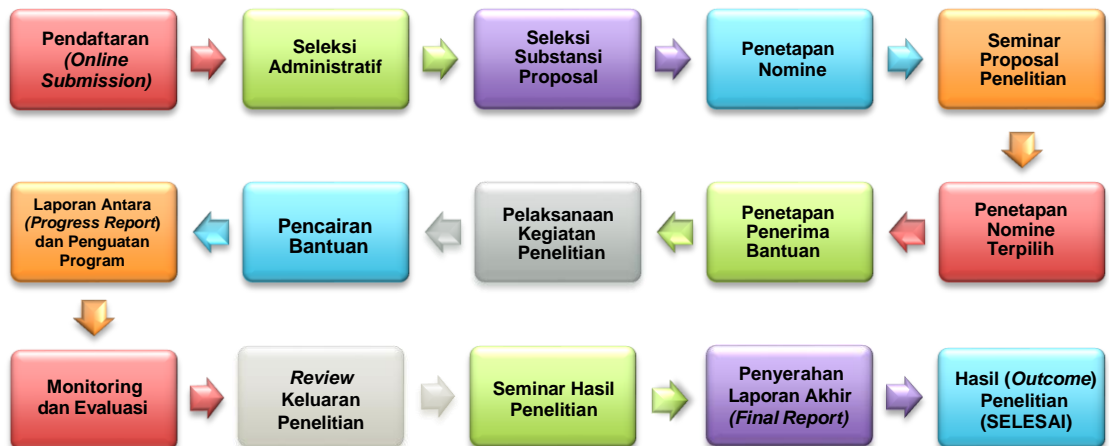 Pendaftaran
(Online
Submission)
Seleksi
Administratif
Seleksi
Substansi
Proposal
Penetapan
Nomine
Seminar
Proposal
Penelitian
Penetapan
Nomine
Terpilih
Penetapan
Penerima
Bantuan
Pelaksanaan
Kegiatan
Penelitian
Pencairan
Bantuan
Laporan Antara
(Progress Report)
dan Penguatan
Program
Monitoring
dan Evaluasi
Review
Keluaran
Penelitian
Seminar Hasil
Penelitian
Penyerahan
Laporan Akhir
(Final Report)
Hasil (Outcome)
Penelitian
(SELESAI)